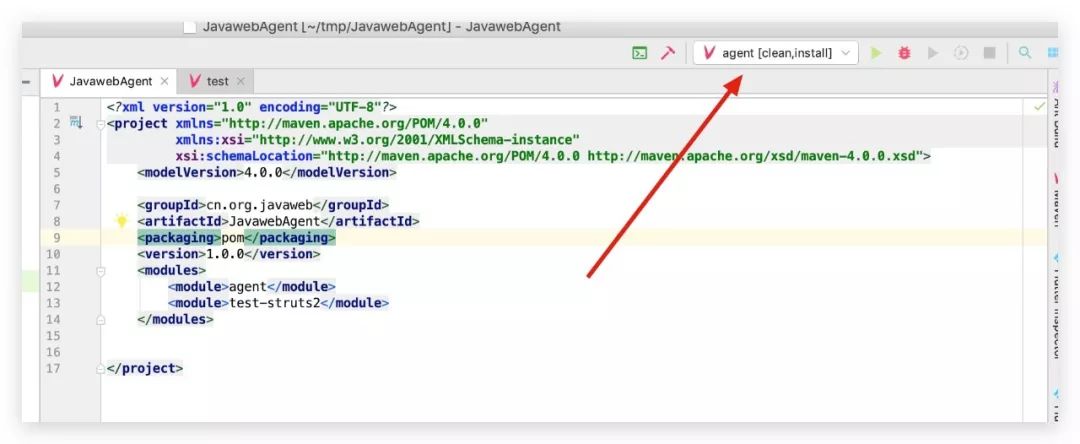 JavawebAgent [~/tmp/JavawebAgent] - JavawebAgent
agent [clean,install]
JavawebAgent
test
1 <?xml version="1.0" encoding="UTF-8"?>
2 <project xmlns="http://maven.apache.org/POM/4.0.0"
3 xmlns:xsi="http://www.w3.org/2001/XMLSchema-instance"
4 xsi:schemaLocation="http://maven.apache.org/POM/4.0.0 http://maven.apache.org/xsd/maven-4.0.0.xsd">
5 <modelVersion>4.0.0</modelVersion>
6
7 <groupId>cn.org.javaweb</groupId>
8 <artifactId>JavawebAgent</artifactId>
9 <packaging>pom</packaging>
10 <version>1.0.0</version>
11 <modules>
12 <module>agent</module>
13 <module>test-struts2</module>
14 </modules>
15
16
17 </project>
Ant Build
Maven
Flutter Inspector